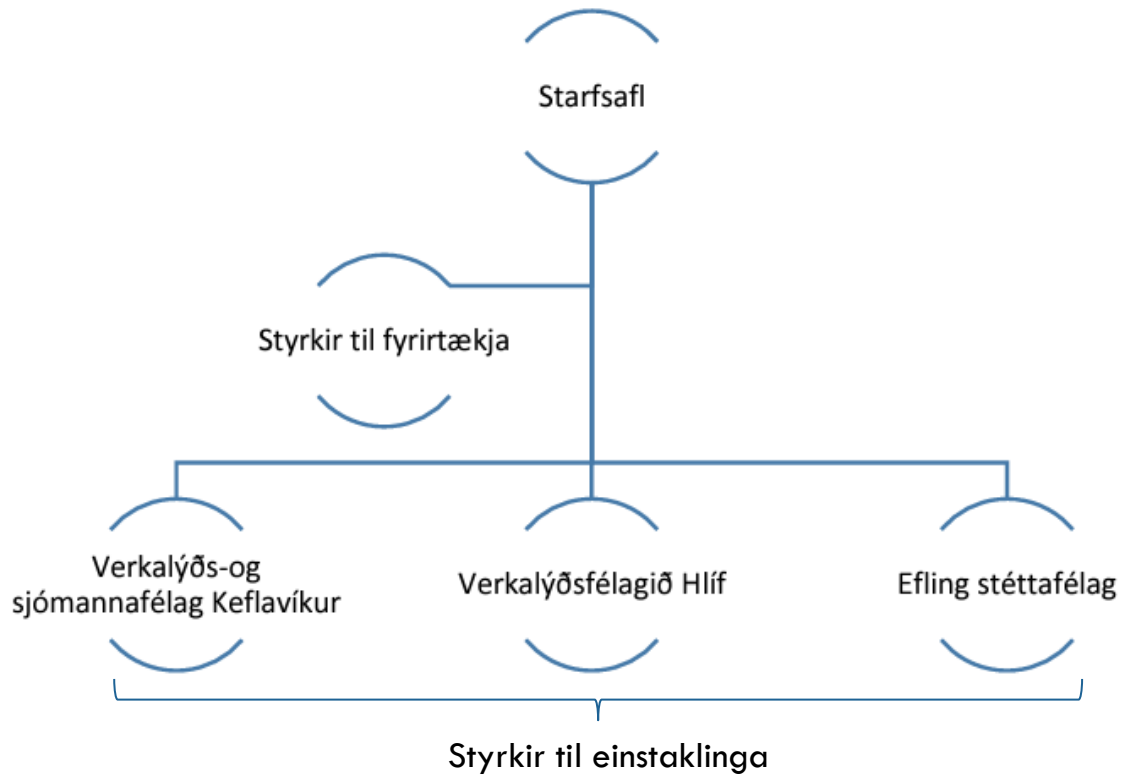 Starfsafl
Styrkir til fyrirtækja
Verkalýðs-og
sjómannafélag Keflavíkur
Verkalýðsfélagið Hlíf
Efling stéttafélag
Styrkir til einstaklinga